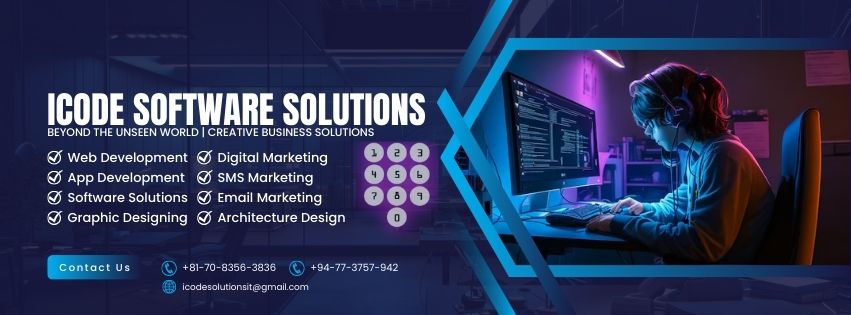 ICODE SOFTWARE SOLUTIONS
BEYOND THE UNSEEN WORLD | CREATIVE BUSINESS SOLUTIONS
Web Development
App Development
Software Solutions
Graphic Designing
Digital Marketing
SMS Marketing
Email Marketing
Architecture Design
1 2 3
4 5 6
7 8 9
0
Contact Us
+81-70-8356-3836
+94-77-3757-942
icodesolutionsit@gmail.com